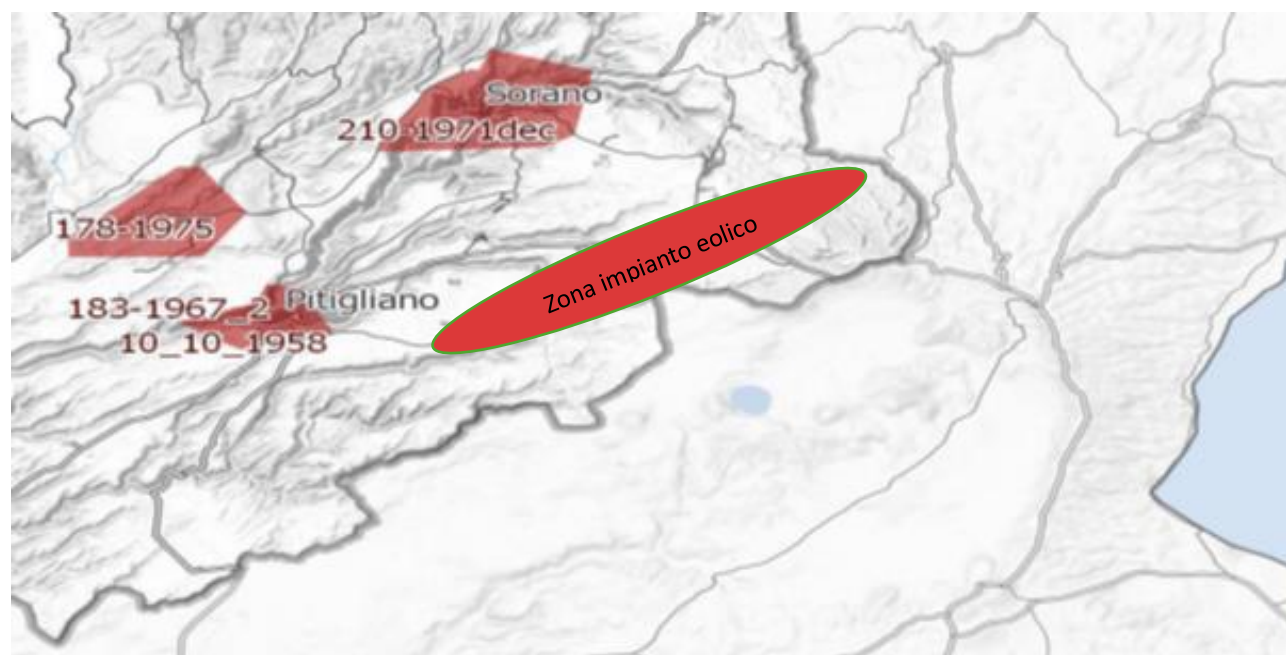 Sorano
210-1971dec
178-1975
Zona impianto eolico
Pitigliano
183-1967_2
10_10_1958